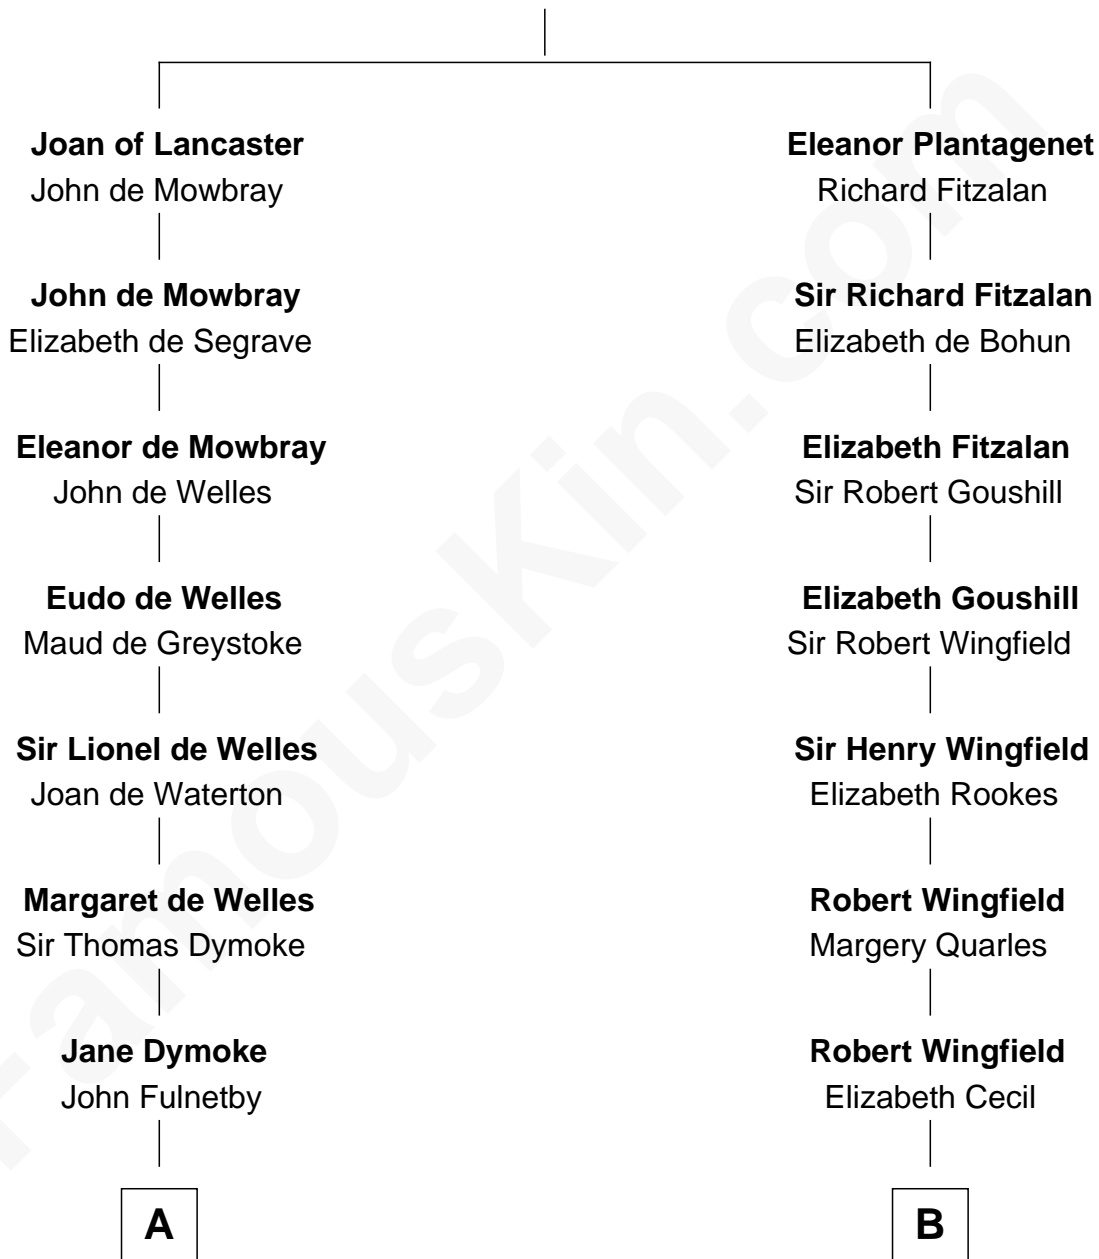 Joan of Lancaster
John de Mowbray
John de Mowbray
Elizabeth de Segrave
Eleanor de Mowbray
John de Welles
Eudo de Welles
Maud de Greystoke
Sir Lionel de Welles
Joan de Waterton
Margaret de Welles
Sir Thomas Dymoke
Jane Dymoke
John Fulnetby
A
Eleanor Plantagenet
Richard Fitzalan
Sir Richard Fitzalan
Elizabeth de Bohun
Elizabeth Fitzalan
Sir Robert Goushill
Elizabeth Goushill
Sir Robert Wingfield
Sir Henry Wingfield
Elizabeth Rookes
Robert Wingfield
Margery Quarles
Robert Wingfield
Elizabeth Cecil
B
FamousKin.com